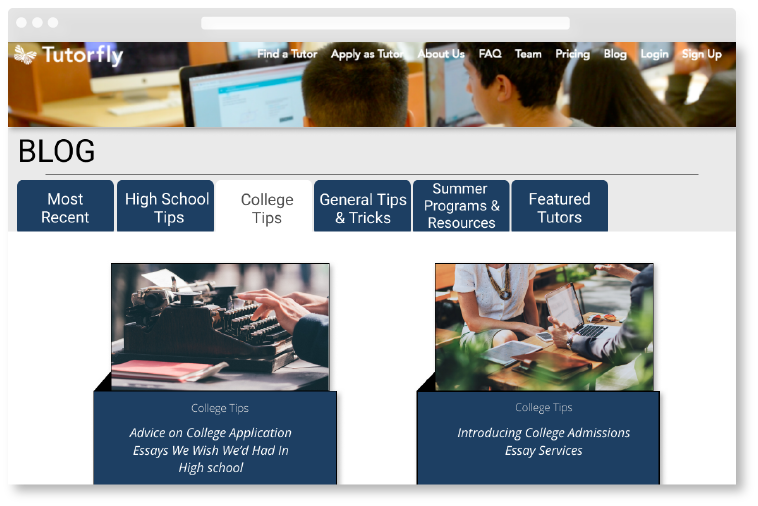 Tutorfly
Find a Tutor Apply as Tutor About Us FAQ Team Pricing Blog Login Sign Up
BLOG
Most
Recent
High School
Tips
College
Tips
General Tips
& Tricks
Summer
Programs &
Resources
Featured
Tutors
College Tips
Advice on College Application
Essays We Wish We'd Had In
High school
College Tips
Introducing College Admissions
Essay Services